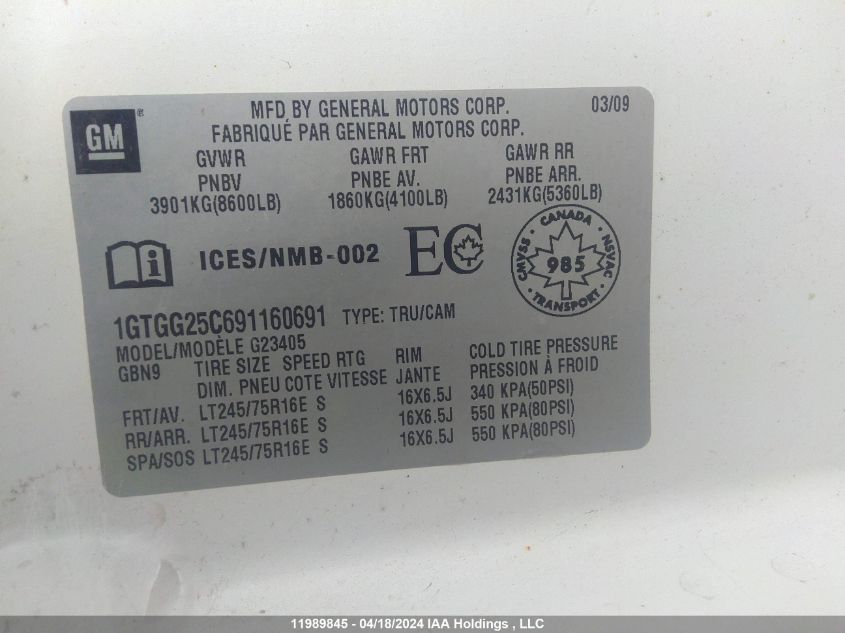 GM ®
MFD BY GENERAL MOTORS CORP. 03/09
FABRIQUÉ PAR GENERAL MOTORS CORP.
GVWR GAWR FRT GAWR RR
PNBV PNBE AV. PNBE ARR.
3901KG(8600LB) 1860KG(4100LB) 2431KG(5360LB)
i ICES/NMB-002 EC CANADA CMVSS 985 NSVAC TRANSPORT
1GTGG25C691160691 TYPE: TRU/CAM
MODEL/MODÈLE G23405
GBN9 TIRE SIZE SPEED RTG RIM COLD TIRE PRESSURE
DIM. PNEU COTE VITESSE JANTE PRESSION À FROID
FRT/AV. LT245/75R16E S 16X6.5J 340 KPA(50PSI)
RR/ARR. LT245/75R16E S 16X6.5J 550 KPA(80PSI)
SPA/SOS LT245/75R16E S 16X6.5J 550 KPA(80PSI)
11989845 - 04/18/2024 IAA Holdings , LLC